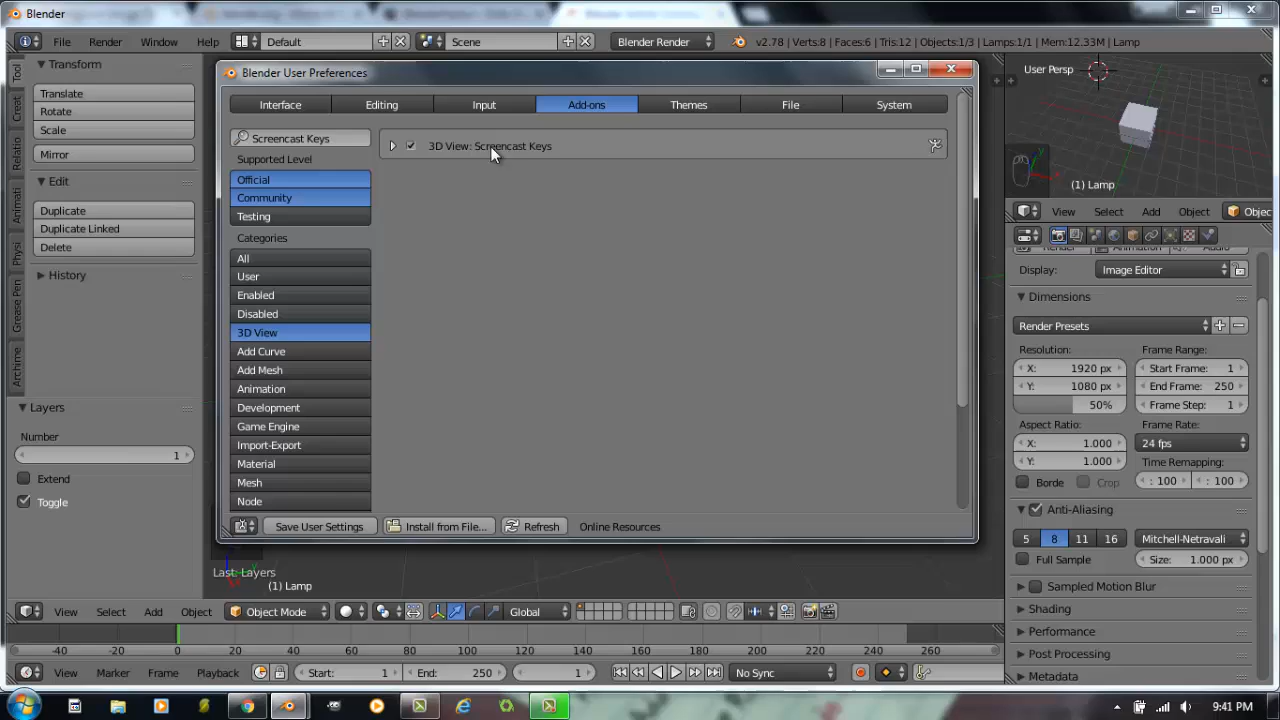 Blender
File Render Window Help Default Scene Blender Render v2.78 | Verts:8 | Faces:6 | Tris:12 | Objects:1/3 | Lamps:1/1 | Mem:12.33M | Lamp
Tool
Creat
Relatio
Animati
Physi
Grease Pen
Archime
Transform
Translate
Rotate
Scale
Mirror
Edit
Duplicate
Duplicate Linked
Delete
History
Layers
Number
1
Extend
Toggle
Blender User Preferences
Interface Editing Input Add-ons Themes File System
Screencast Keys
3D View: Screencast Keys
Supported Level
Official
Community
Testing
Categories
All
User
Enabled
Disabled
3D View
Add Curve
Add Mesh
Animation
Development
Game Engine
Import-Export
Material
Mesh
Node
Save User Settings Install from File... Refresh Online Resources
User Persp
(1) Lamp
View Select Add Object Objec
Display: Image Editor
Dimensions
Render Presets
Resolution: Frame Range:
X: 1920 px Start Frame: 1
Y: 1080 px End Frame: 250
50% Frame Step: 1
Aspect Ratio: Frame Rate:
X: 1.000 24 fps
Y: 1.000 Time Remapping:
Borde Crop : 100 : 100
Anti-Aliasing
5 8 11 16 Mitchell-Netravali
Full Sample Size: 1.000 px
Sampled Motion Blur
Shading
Performance
Post Processing
Metadata
Last-Layers
(1) Lamp
View Select Add Object Object Mode Global
-40 -20 0 20 40 60 80 100 120 140 160 180 200 220 240 260
View Marker Frame Playback Start: 1 End: 250 1 No Sync
9:41 PM